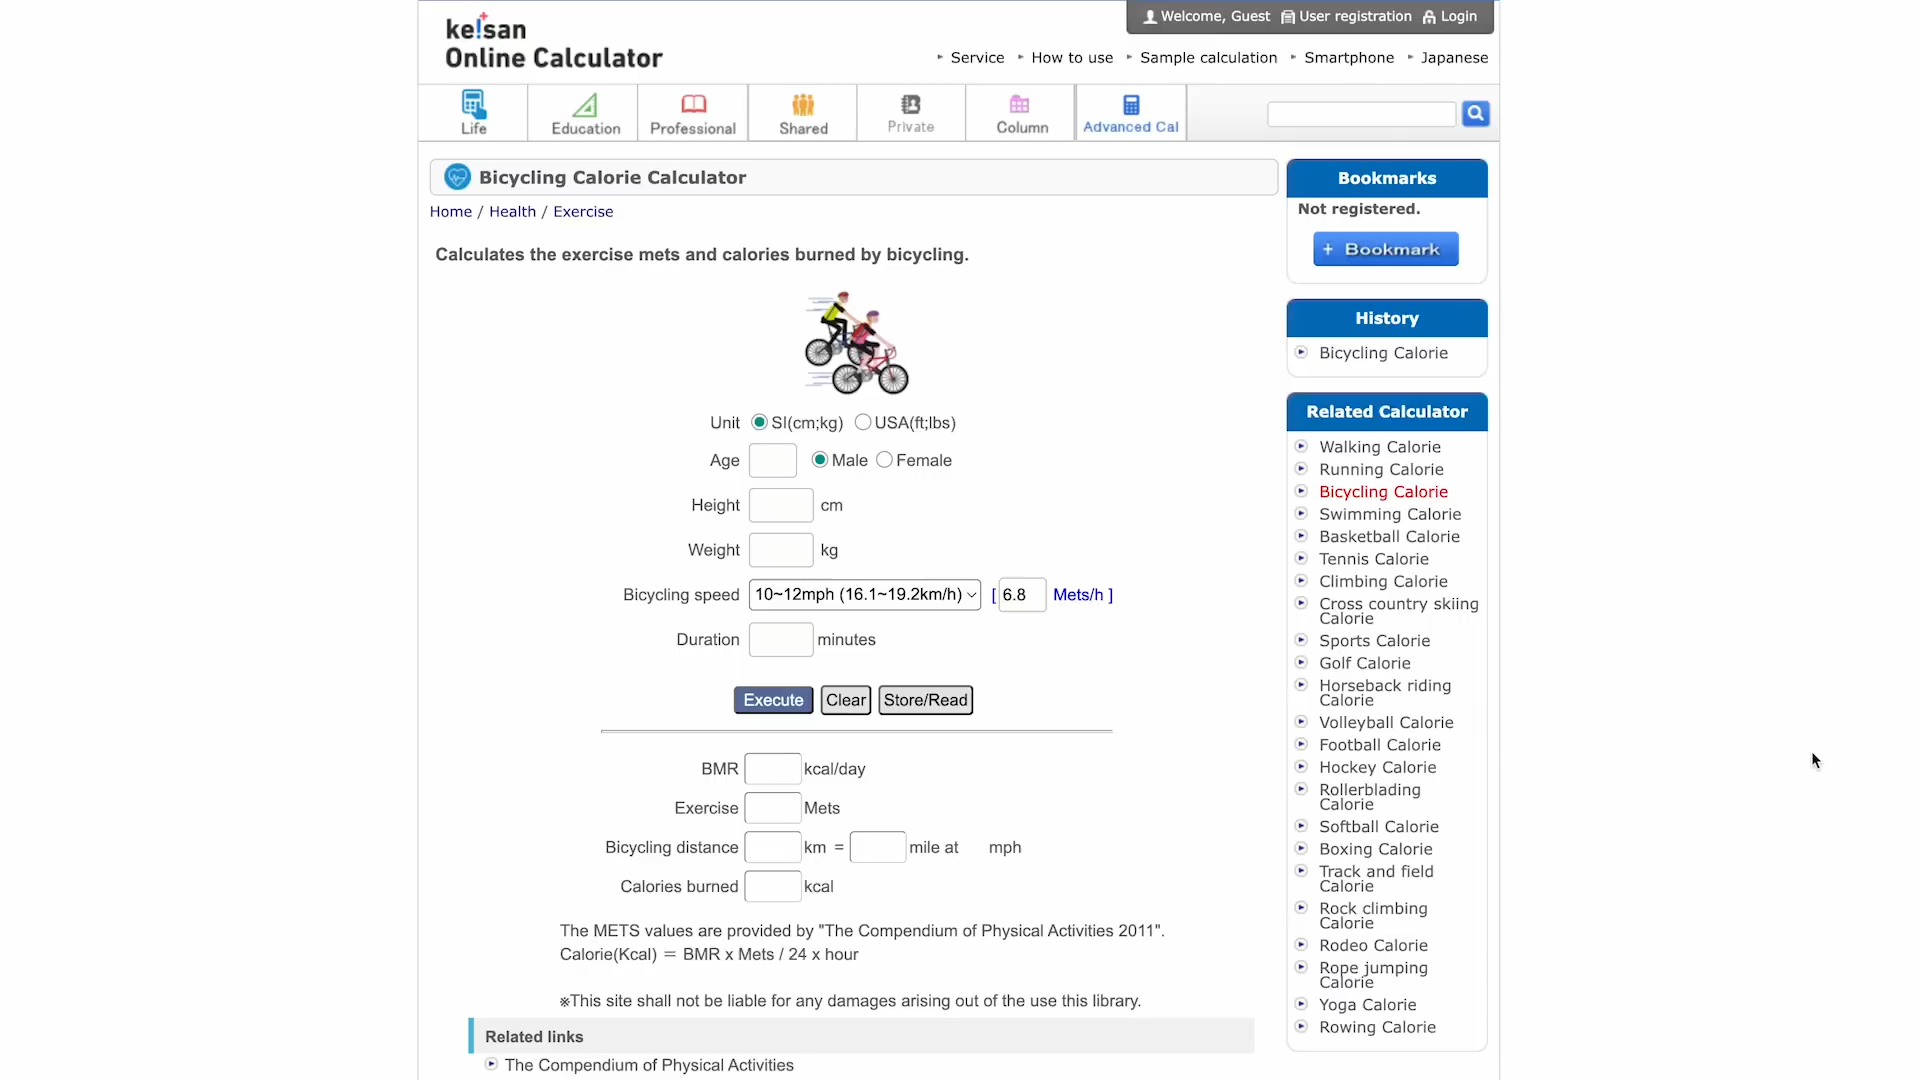 Welcome, Guest User registration Login
ke!san
Online Calculator
Service How to use Sample calculation Smartphone Japanese
Life Education Professional Shared Private Column Advanced Cal
Bicycling Calorie Calculator
Home / Health / Exercise
Calculates the exercise mets and calories burned by bicycling.
Unit SI(cm;kg) USA(ft;lbs)
Age Male Female
Height cm
Weight kg
Bicycling speed 10~12mph (16.1~19.2km/h) [ 6.8 Mets/h ]
Duration minutes
Execute Clear Store/Read
BMR kcal/day
Exercise Mets
Bicycling distance km = mile at mph
Calories burned kcal
The METS values are provided by "The Compendium of Physical Activities 2011".
Calorie(Kcal) = BMR x Mets / 24 x hour
※This site shall not be liable for any damages arising out of the use this library.
Related links
The Compendium of Physical Activities
Bookmarks
Not registered.
+ Bookmark
History
Bicycling Calorie
Related Calculator
Walking Calorie
Running Calorie
Bicycling Calorie
Swimming Calorie
Basketball Calorie
Tennis Calorie
Climbing Calorie
Cross country skiing
Calorie
Sports Calorie
Golf Calorie
Horseback riding
Calorie
Volleyball Calorie
Football Calorie
Hockey Calorie
Rollerblading
Calorie
Softball Calorie
Boxing Calorie
Track and field
Calorie
Rock climbing
Calorie
Rodeo Calorie
Rope jumping
Calorie
Yoga Calorie
Rowing Calorie